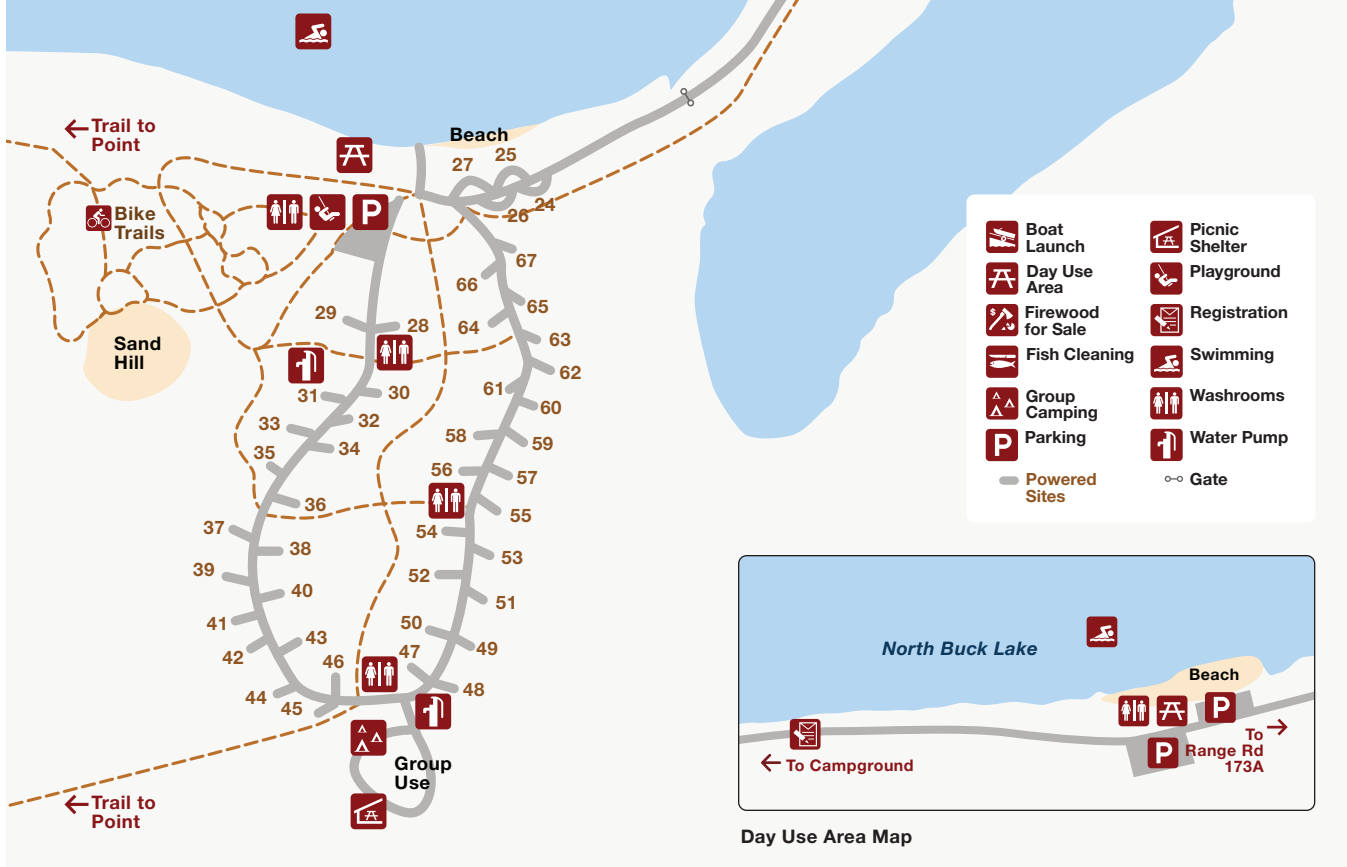 Trail to
Point
Beach
27
25
26
24
Bike
Trails
P
67
66
65
29
28
64
63
62
Sand
Hill
31
30
61
60
33
32
58
59
35
34
56
57
36
55
37
54
38
53
39
52
40
51
41
50
43
49
42
46
47
44
45
48
Group
Use
Trail to
Point
Boat
Launch
Day Use
Area
$
Firewood
for Sale
Fish Cleaning
Group
Camping
P
Parking
Powered
Sites
Picnic
Shelter
Playground
Registration
Swimming
Washrooms
Water Pump
Gate
North Buck Lake
Beach
P
P
To
Range Rd
173A
To Campground
Day Use Area Map